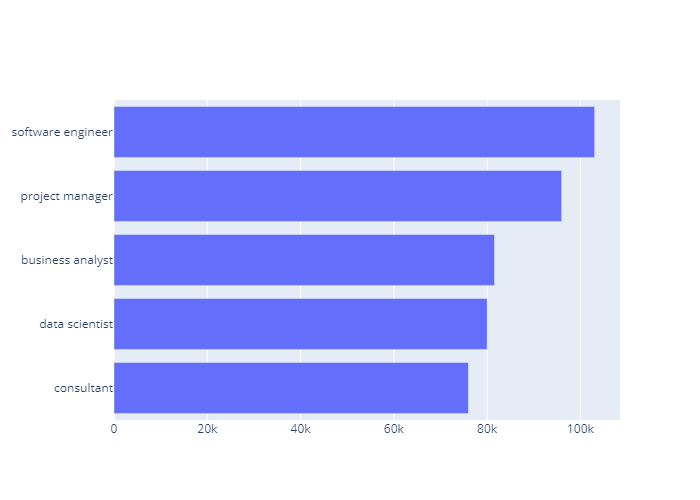 software engineer
project manager
business analyst
data scientist
consultant
0 20k 40k 60k 80k 100k